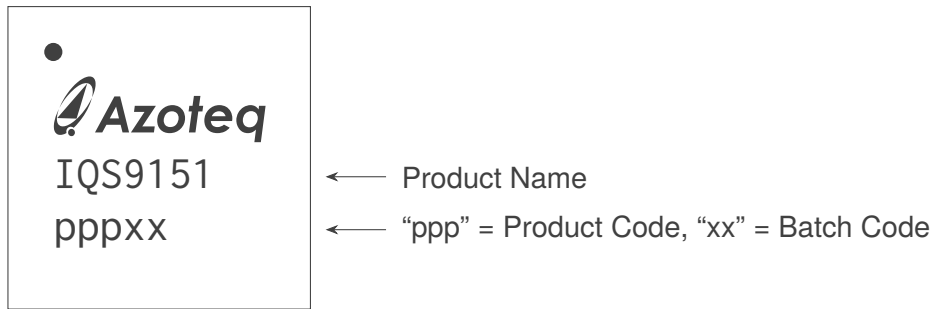 Azoteq
IQS9151
Product Name
pppxx
“ppp” = Product Code, “xx” = Batch Code